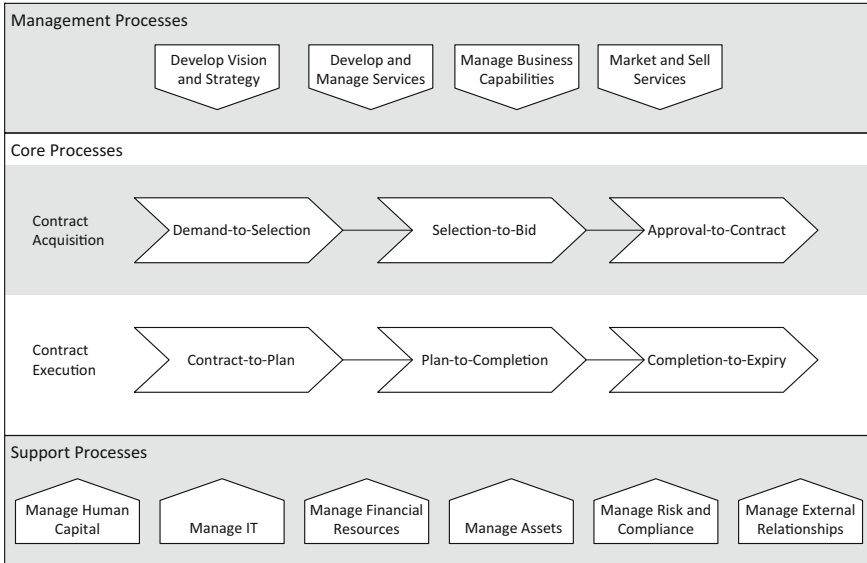 Management Processes
Develop Vision
and Strategy
Develop and
Manage Services
Manage Business
Capabilities
Market and Sell
Services
Core Processes
Contract
Acquisition
Demand-to-Selection
Selection-to-Bid
Approval-to-Contract
Contract
Execution
Contract-to-Plan
Plan-to-Completion
Completion-to-Expiry
Support Processes
Manage Human
Capital
Manage IT
Manage Financial
Resources
Manage Assets
Manage Risk and
Compliance
Manage External
Relationships